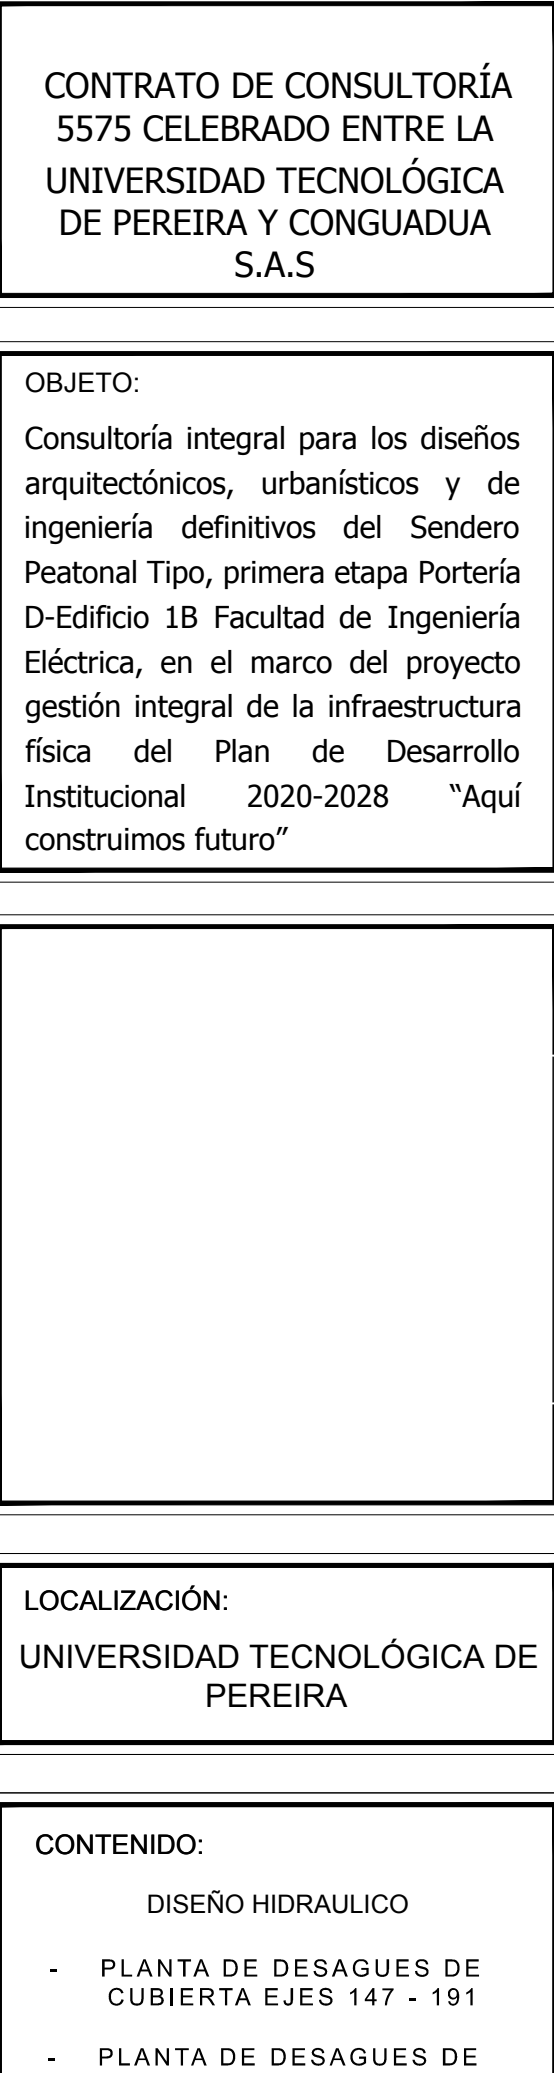 CONTRATO DE CONSULTORÍA
5575 CELEBRADO ENTRE LA
UNIVERSIDAD TECNOLÓGICA
DE PEREIRA Y CONGUADUA
S.A.S
OBJETO:
Consultoría integral para los diseños
arquitectónicos, urbanísticos y de
ingeniería definitivos del Sendero
Peatonal Tipo, primera etapa Portería
D-Edificio 1B Facultad de Ingeniería
Eléctrica, en el marco del proyecto
gestión integral de la infraestructura
física del Plan de Desarrollo
Institucional 2020-2028 “Aquí
construimos futuro”
LOCALIZACIÓN:
UNIVERSIDAD TECNOLÓGICA DE
PEREIRA
CONTENIDO:
DISEÑO HIDRAULICO
- PLANTA DE DESAGUES DE
CUBIERTA EJES 147 - 191
- PLANTA DE DESAGUES DE